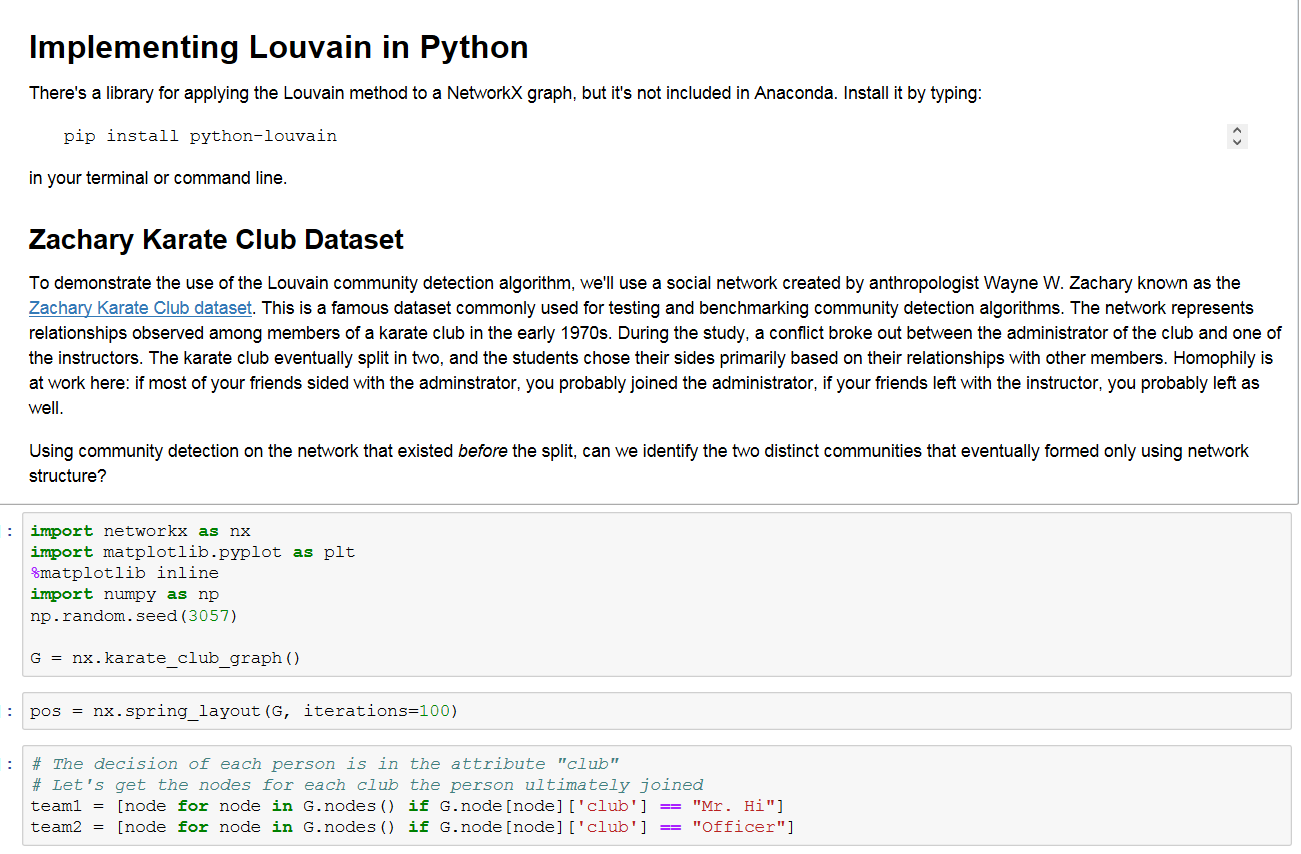 Implementing Louvain in Python
There's a library for applying the Louvain method to a NetworkX graph, but it's not included in Anaconda. Install it by typing:
pip install python-louvain
in your terminal or command line.
Zachary Karate Club Dataset
To demonstrate the use of the Louvain community detection algorithm, we'll use a social network created by anthropologist Wayne W. Zachary known as the
Zachary Karate Club dataset. This is a famous dataset commonly used for testing and benchmarking community detection algorithms. The network represents
relationships observed among members of a karate club in the early 1970s. During the study, a conflict broke out between the administrator of the club and one of
the instructors. The karate club eventually split in two, and the students chose their sides primarily based on their relationships with other members. Homophily is
at work here: if most of your friends sided with the adminstrator, you probably joined the administrator, if your friends left with the instructor, you probably left as
well.
Using community detection on the network that existed before the split, can we identify the two distinct communities that eventually formed only using network
structure?
: import networkx as nx
import matplotlib.pyplot as plt
%matplotlib inline
import numpy as np
np.random.seed(3057)
G = nx.karate_club_graph()
: pos = nx.spring_layout(G, iterations=100)
: # The decision of each person is in the attribute "club"
# Let's get the nodes for each club the person ultimately joined
team1 = [node for node in G.nodes() if G.node[node]['club'] == "Mr. Hi"]
team2 = [node for node in G.nodes() if G.node[node]['club'] == "Officer"]